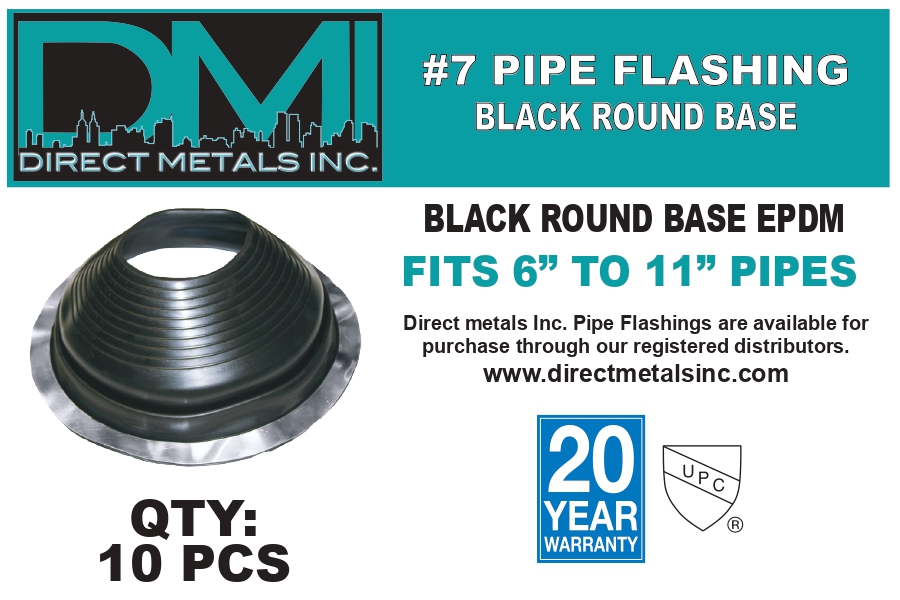 DMI
DIRECT METALS INC.
#7 PIPE FLASHING
BLACK ROUND BASE
BLACK ROUND BASE EPDM
FITS 6” TO 11” PIPES
Direct metals Inc. Pipe Flashings are available for
purchase through our registered distributors.
www.directmetalsinc.com
20
YEAR
WARRANTY
UPC
®
QTY:
10 PCS